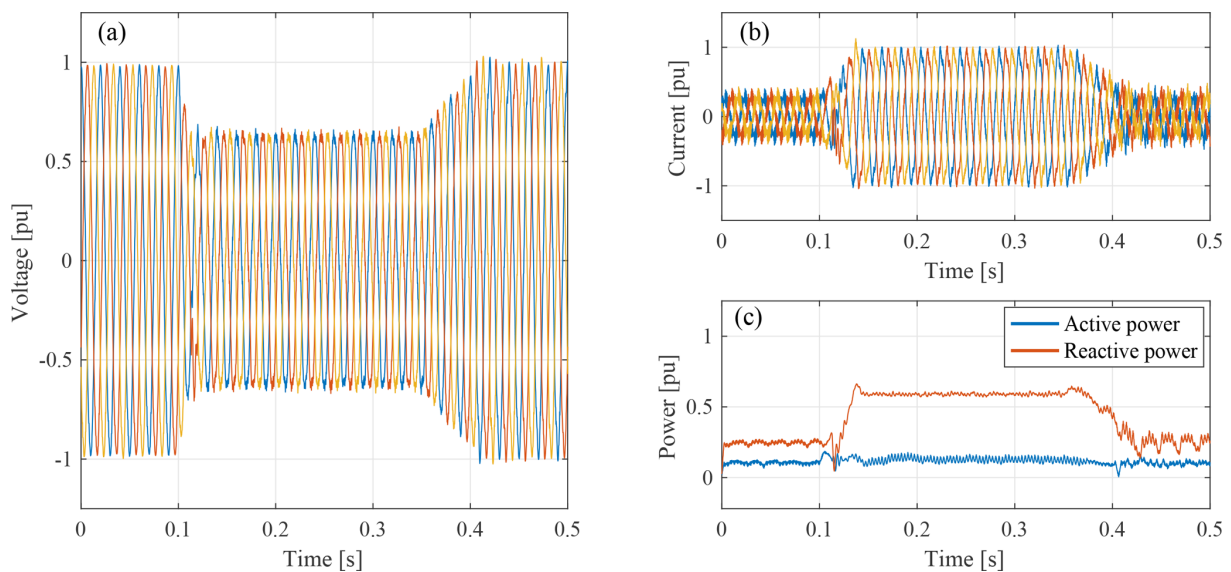 (a)
1
0.5
0
-0.5
-1
Voltage [pu]
0 0.1 0.2 0.3 0.4 0.5
Time [s]
(b)
1
0
-1
Current [pu]
0 0.1 0.2 0.3 0.4 0.5
Time [s]
(c)
Active power
Reactive power
1
0.5
0
Power [pu]
0 0.1 0.2 0.3 0.4 0.5
Time [s]